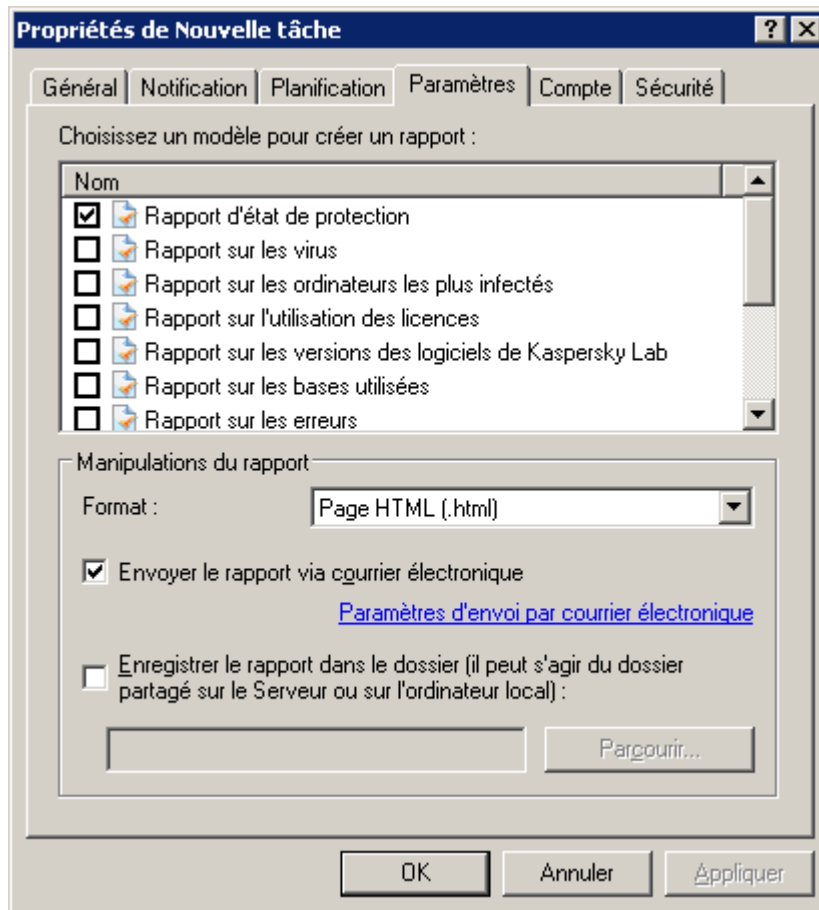 Propriétés de Nouvelle tâche
Général Notification Planification Paramètres Compte Sécurité
Choisissez un modèle pour créer un rapport :
Nom
Rapport d'état de protection
Rapport sur les virus
Rapport sur les ordinateurs les plus infectés
Rapport sur l'utilisation des licences
Rapport sur les versions des logiciels de Kaspersky Lab
Rapport sur les bases utilisées
Rapport sur les erreurs
Manipulations du rapport
Format : Page HTML (.html)
Envoyer le rapport via courrier électronique
Paramètres d'envoi par courrier électronique
Enregistrer le rapport dans le dossier (il peut s'agir du dossier
partagé sur le Serveur ou sur l'ordinateur local) :
Parcourir...
OK Annuler Appliquer